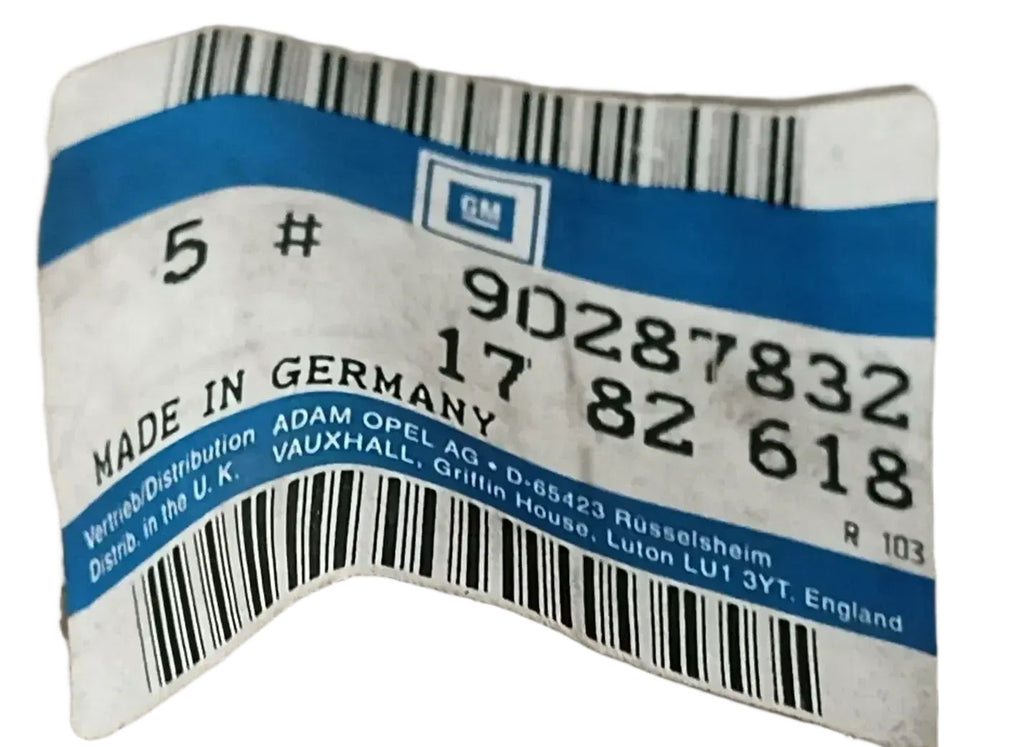 GM
5 #
90287832
17 82 618
MADE IN GERMANY
R 103
Vertrieb/Distribution ADAM OPEL AG • D-65423 Rüsselsheim
Distrib. in the U. K. VAUXHALL, Griffin House, Luton LU1 3YT. England